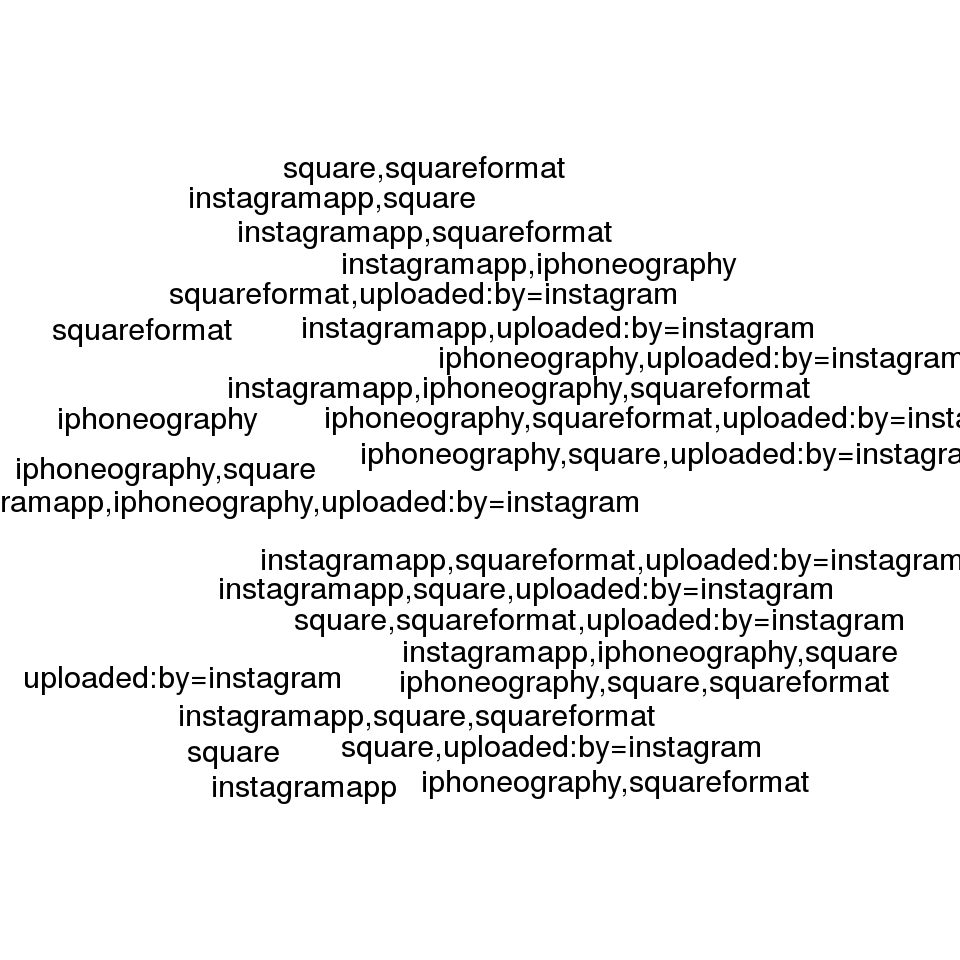 square,squareformat
instagramapp,square
instagramapp,squareformat
instagramapp,iphoneography
squareformat,uploaded:by=instagram
squareformat
instagramapp,uploaded:by=instagram
iphoneography,uploaded:by=instagram
instagramapp,iphoneography,squareformat
iphoneography
iphoneography,squareformat,uploaded:by=insta
iphoneography,square
iphoneography,square,uploaded:by=instagra
ramapp,iphoneography,uploaded:by=instagram
instagramapp,squareformat,uploaded:by=instagram
instagramapp,square,uploaded:by=instagram
square,squareformat,uploaded:by=instagram
instagramapp,iphoneography,square
uploaded:by=instagram
iphoneography,square,squareformat
instagramapp,square,squareformat
square
square,uploaded:by=instagram
instagramapp
iphoneography,squareformat